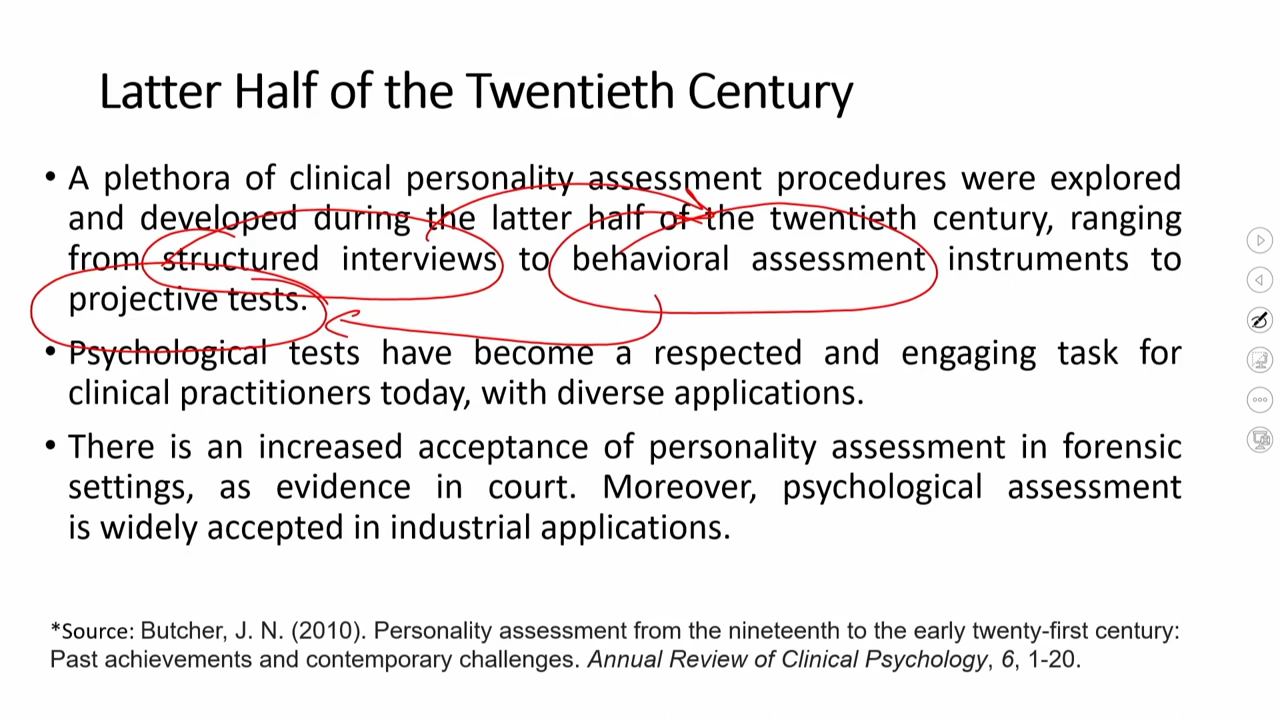 Latter Half of the Twentieth Century
• A plethora of clinical personality assessment procedures were explored
and developed during the latter half of the twentieth century, ranging
from structured interviews to behavioral assessment instruments to
projective tests.
• Psychological tests have become a respected and engaging task for
clinical practitioners today, with diverse applications.
• There is an increased acceptance of personality assessment in forensic
settings, as evidence in court. Moreover, psychological assessment
is widely accepted in industrial applications.
*Source: Butcher, J. N. (2010). Personality assessment from the nineteenth to the early twenty-first century:
Past achievements and contemporary challenges. Annual Review of Clinical Psychology, 6, 1-20.